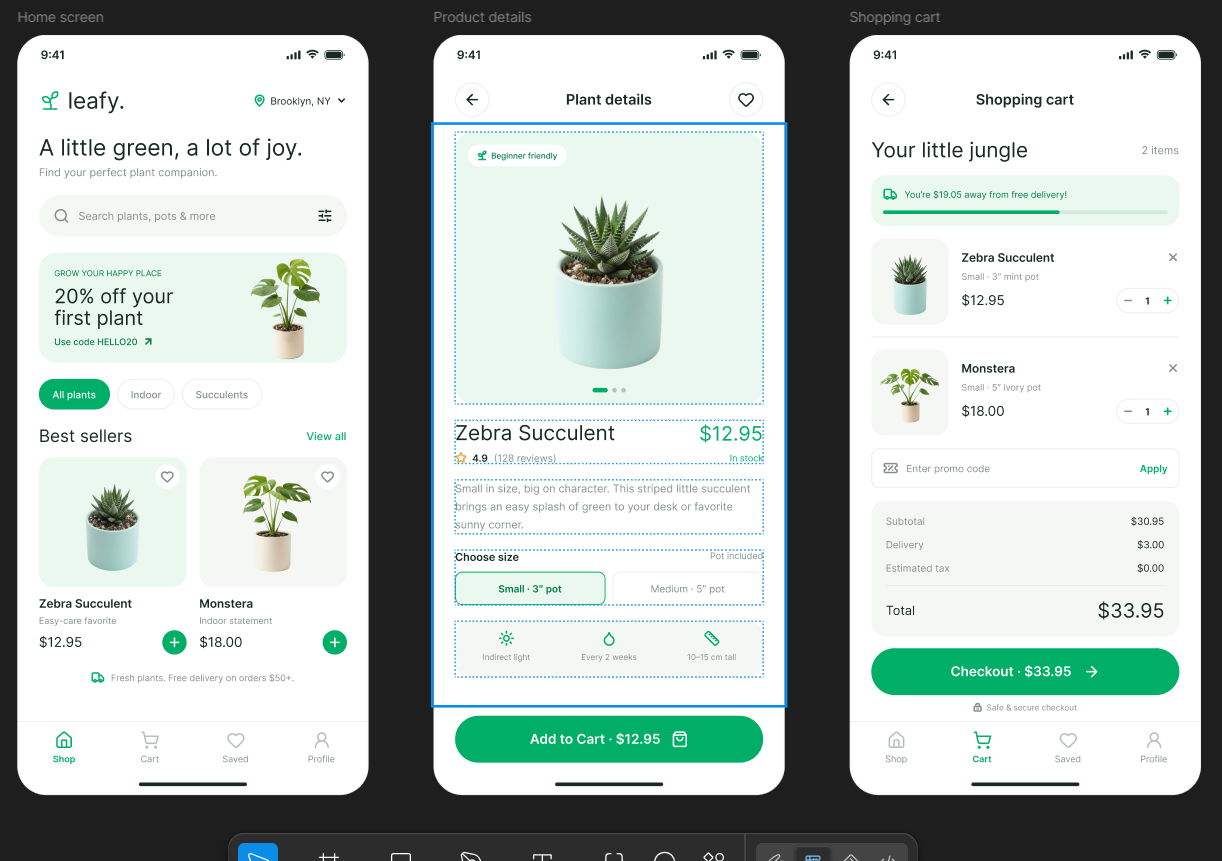 Home screen
9:41
leafy.
Brooklyn, NY
A little green, a lot of joy.
Find your perfect plant companion.
Search plants, pots & more
GROW YOUR HAPPY PLACE
20% off your
first plant
Use code HELLO20
All plants
Indoor
Succulents
Best sellers
View all
Zebra Succulent
Easy-care favorite
$12.95
Monstera
Indoor statement
$18.00
Fresh plants. Free delivery on orders $50+.
Shop
Cart
Saved
Profile
Product details
9:41
Plant details
Beginner friendly
Zebra Succulent
$12.95
4.9 (128 reviews)
In stock
Small in size, big on character. This striped little succulent
brings an easy splash of green to your desk or favorite
sunny corner.
Choose size
Pot included
Small · 3″ pot
Medium · 5″ pot
Indirect light
Every 2 weeks
10–15 cm tall
Add to Cart · $12.95
Shopping cart
9:41
Shopping cart
Your little jungle
2 items
You're $19.05 away from free delivery!
Zebra Succulent
Small · 3″ mint pot
$12.95
1
Monstera
Small · 5″ ivory pot
$18.00
1
Enter promo code
Apply
Subtotal
$30.95
Delivery
$3.00
Estimated tax
$0.00
Total
$33.95
Checkout · $33.95
Safe & secure checkout
Shop
Cart
Saved
Profile